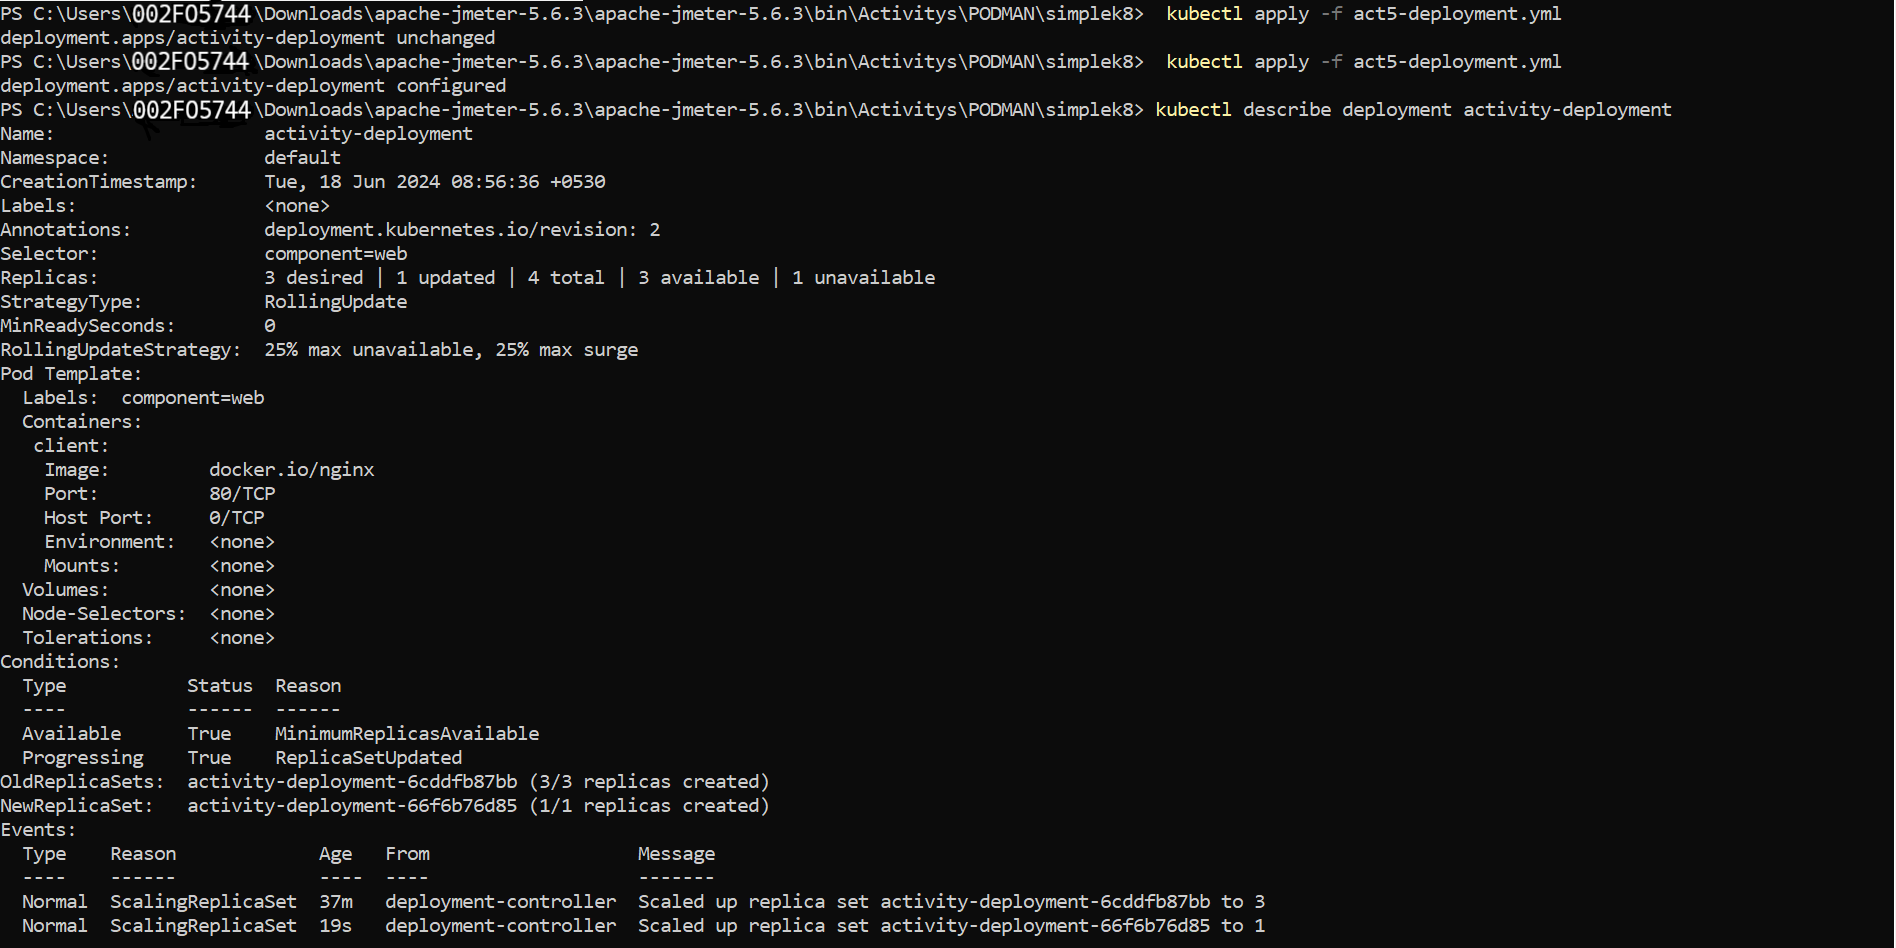 PS C:\Users\002FO5744\Downloads\apache-jmeter-5.6.3\apache-jmeter-5.6.3\bin\Activitys\PODMAN\simplek8>  kubectl apply -f act5-deployment.yml
deployment.apps/activity-deployment unchanged
PS C:\Users\002FO5744\Downloads\apache-jmeter-5.6.3\apache-jmeter-5.6.3\bin\Activitys\PODMAN\simplek8>  kubectl apply -f act5-deployment.yml
deployment.apps/activity-deployment configured
PS C:\Users\002FO5744\Downloads\apache-jmeter-5.6.3\apache-jmeter-5.6.3\bin\Activitys\PODMAN\simplek8> kubectl describe deployment activity-deployment
Name:                   activity-deployment
Namespace:              default
CreationTimestamp:      Tue, 18 Jun 2024 08:56:36 +0530
Labels:                 <none>
Annotations:            deployment.kubernetes.io/revision: 2
Selector:               component=web
Replicas:               3 desired | 1 updated | 4 total | 3 available | 1 unavailable
StrategyType:           RollingUpdate
MinReadySeconds:        0
RollingUpdateStrategy:  25% max unavailable, 25% max surge
Pod Template:
  Labels:  component=web
  Containers:
   client:
    Image:         docker.io/nginx
    Port:          80/TCP
    Host Port:     0/TCP
    Environment:   <none>
    Mounts:        <none>
  Volumes:         <none>
  Node-Selectors:  <none>
  Tolerations:     <none>
Conditions:
  Type           Status  Reason
  ----           ------  ------
  Available      True    MinimumReplicasAvailable
  Progressing    True    ReplicaSetUpdated
OldReplicaSets:  activity-deployment-6cddfb87bb (3/3 replicas created)
NewReplicaSet:   activity-deployment-66f6b76d85 (1/1 replicas created)
Events:
  Type    Reason             Age   From                   Message
  ----    ------             ----  ----                   -------
  Normal  ScalingReplicaSet  37m   deployment-controller  Scaled up replica set activity-deployment-6cddfb87bb to 3
  Normal  ScalingReplicaSet  19s   deployment-controller  Scaled up replica set activity-deployment-66f6b76d85 to 1